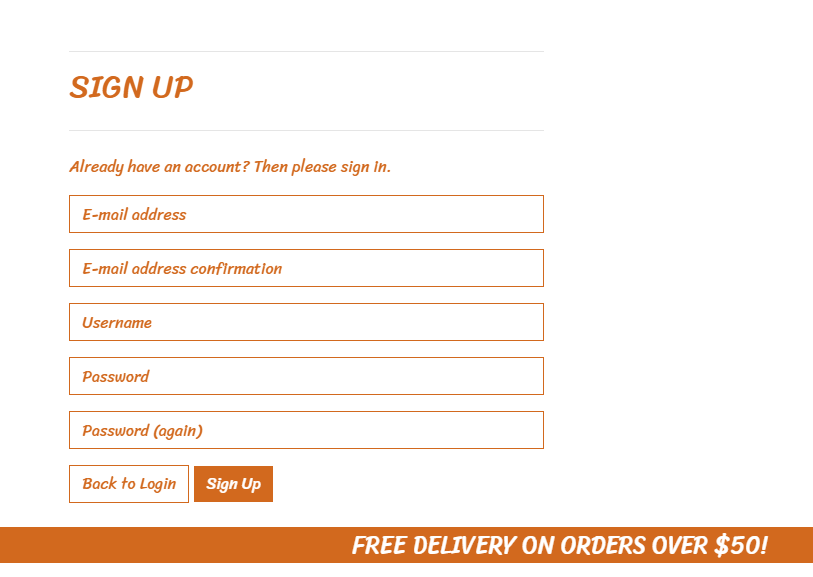 SIGN UP
Already have an account? Then please sign in.
E-mail address
E-mail address confirmation
Username
Password
Password (again)
Back to Login Sign Up
FREE DELIVERY ON ORDERS OVER $50!